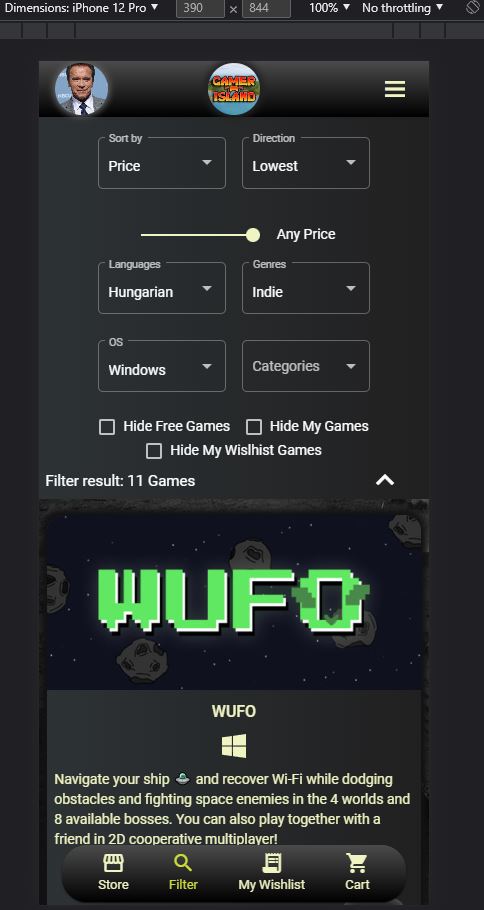 Dimensions: iPhone 12 Pro ▼ 390 × 844 100% ▼ No throttling ▼
GAMER
ISLAND
Sort by Direction
Price Lowest
Any Price
Languages Genres
Hungarian Indie
OS
Windows Categories
Hide Free Games Hide My Games
Hide My Wislhist Games
Filter result: 11 Games
WUFO
WUFO
Navigate your ship 🛸 and recover Wi-Fi while dodging
obstacles and fighting space enemies in the 4 worlds and
8 available bosses. You can also play together with a
friend in 2D cooperative multiplayer!
Store Filter My Wishlist Cart